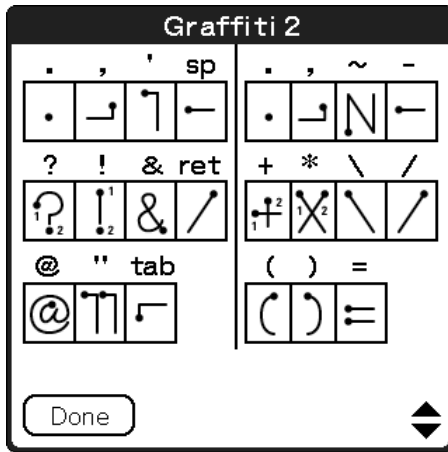 Graffiti 2
. , ' sp
. , ~ -
? ! & ret
+ * \ /
@ " tab
( ) =
Done